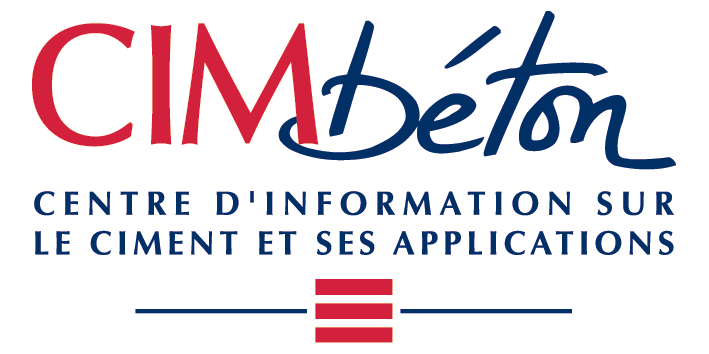 CIMbéton
CENTRE D'INFORMATION SUR
LE CIMENT ET SES APPLICATIONS